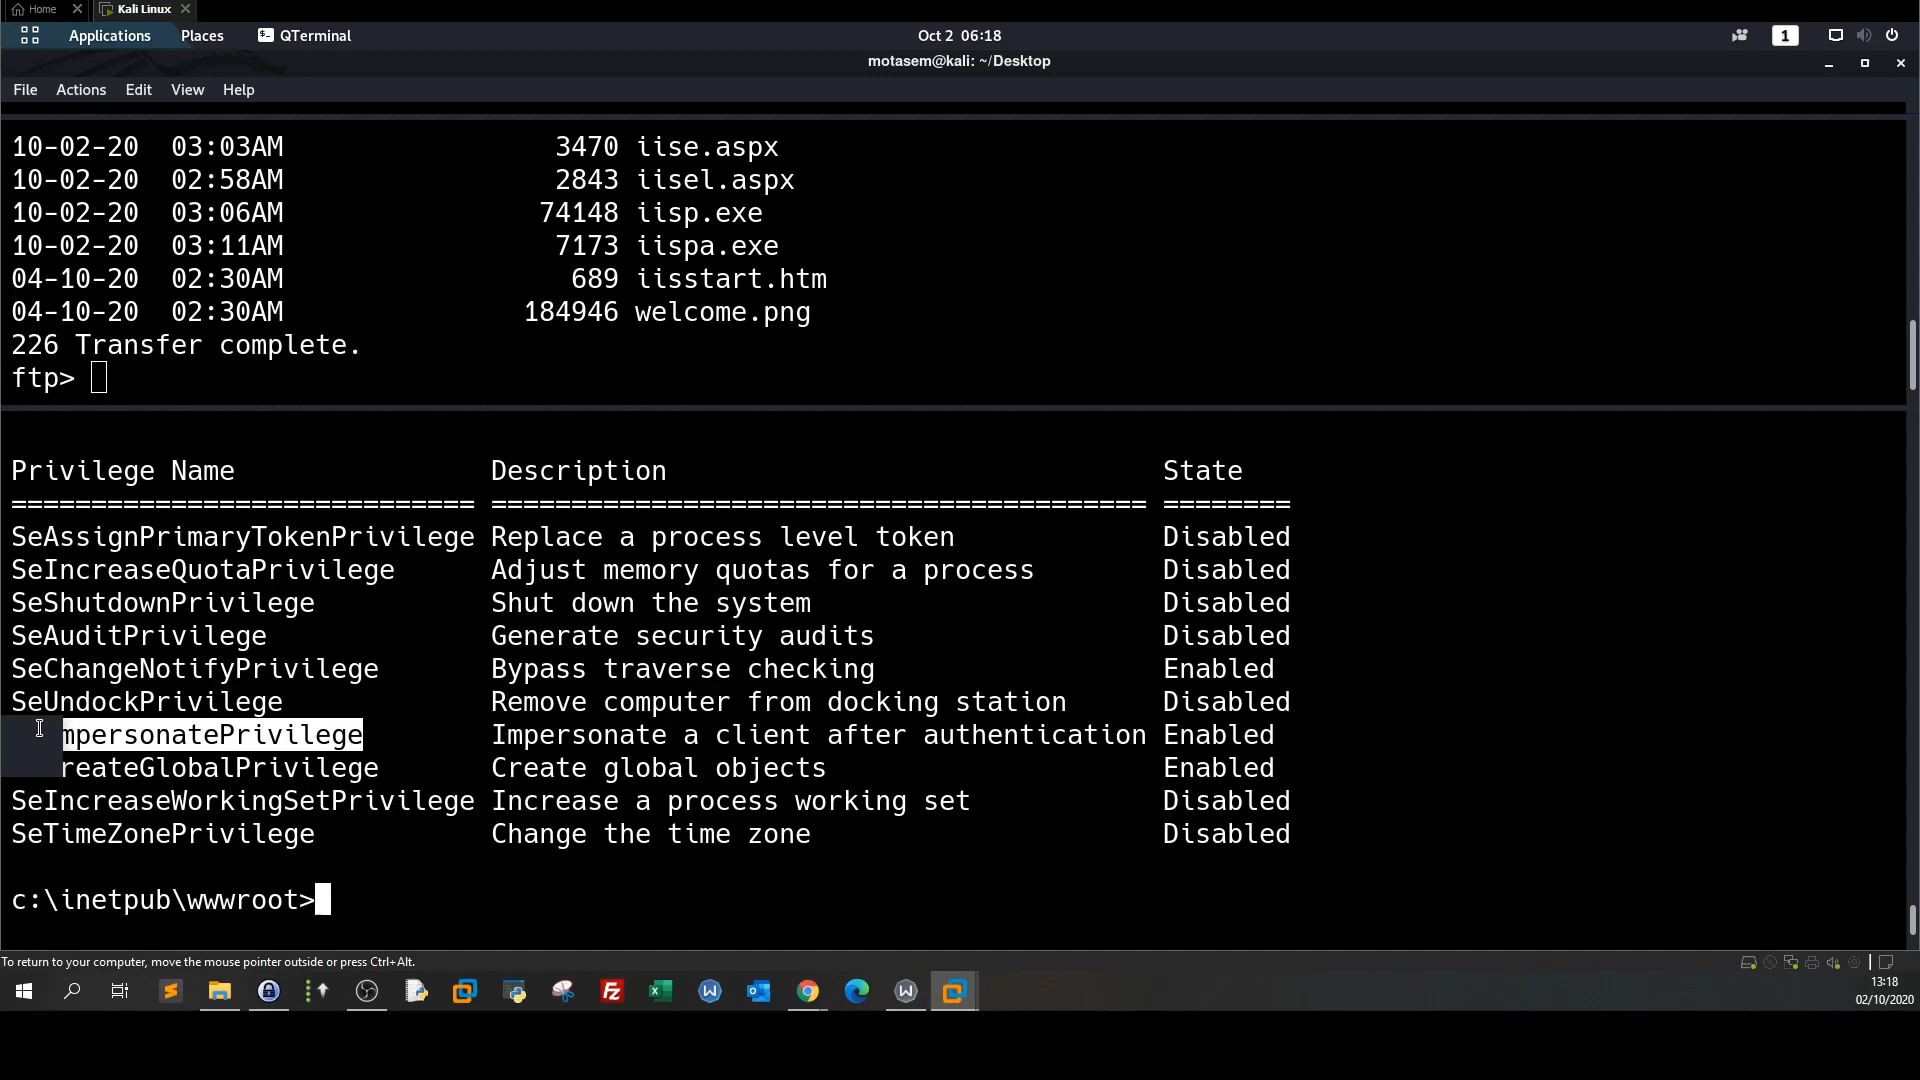 Home
Kali Linux
Applications Places QTerminal Oct 2 06:18 1
motasem@kali: ~/Desktop
File Actions Edit View Help
10-02-20 03:03AM 3470 iise.aspx
10-02-20 02:58AM 2843 iisel.aspx
10-02-20 03:06AM 74148 iisp.exe
10-02-20 03:11AM 7173 iispa.exe
04-10-20 02:30AM 689 iisstart.htm
04-10-20 02:30AM 184946 welcome.png
226 Transfer complete.
ftp>
Privilege Name Description State
============================= ========================================= ========
SeAssignPrimaryTokenPrivilege Replace a process level token Disabled
SeIncreaseQuotaPrivilege Adjust memory quotas for a process Disabled
SeShutdownPrivilege Shut down the system Disabled
SeAuditPrivilege Generate security audits Disabled
SeChangeNotifyPrivilege Bypass traverse checking Enabled
SeUndockPrivilege Remove computer from docking station Disabled
mpersonatePrivilege Impersonate a client after authentication Enabled
reateGlobalPrivilege Create global objects Enabled
SeIncreaseWorkingSetPrivilege Increase a process working set Disabled
SeTimeZonePrivilege Change the time zone Disabled
c:\inetpub\wwwroot>
To return to your computer, move the mouse pointer outside or press Ctrl+Alt.
13:18
02/10/2020